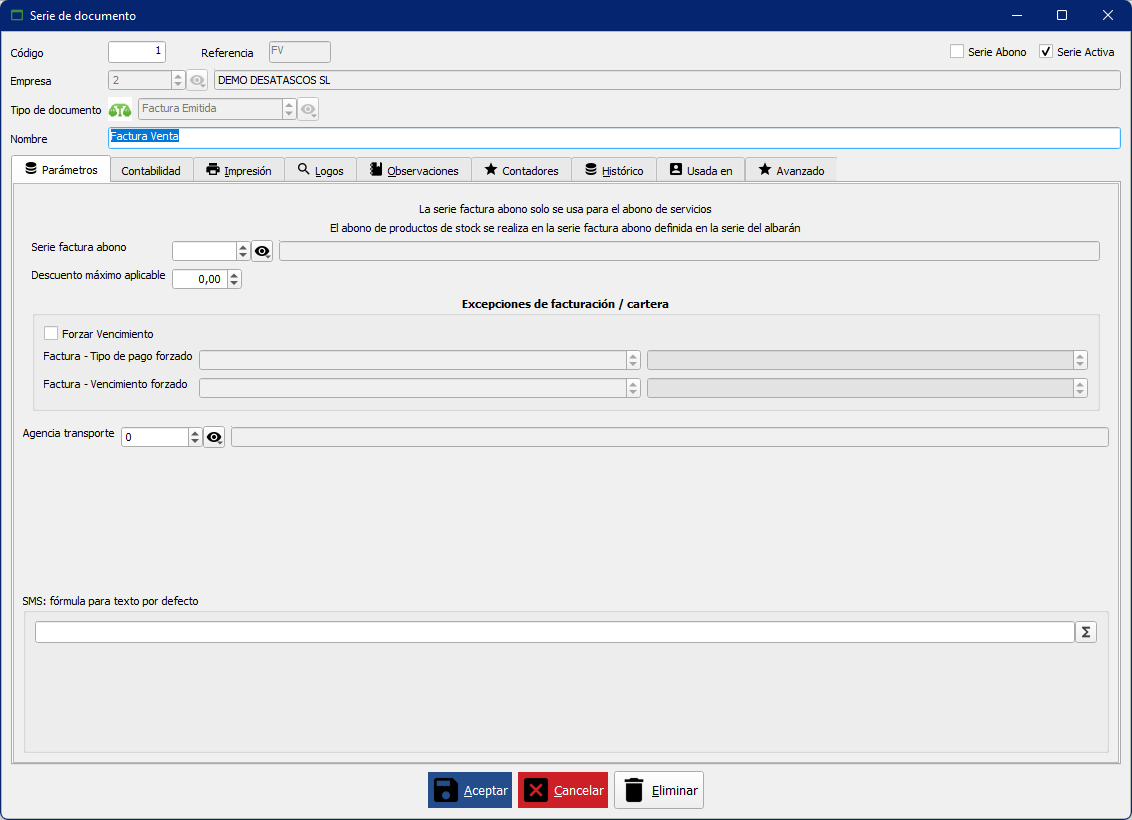 Serie de documento
Código 1 Referencia FV Serie Abono Serie Activa
Empresa 2 DEMO DESATASCOS SL
Tipo de documento Factura Emitida
Nombre Factura Venta
Parámetros Contabilidad Impresión Logos Observaciones Contadores Histórico Usada en Avanzado
La serie factura abono solo se usa para el abono de servicios
El abono de productos de stock se realiza en la serie factura abono definida en la serie del albarán
Serie factura abono
Descuento máximo aplicable 0,00
Excepciones de facturación / cartera
Forzar Vencimiento
Factura - Tipo de pago forzado
Factura - Vencimiento forzado
Agencia transporte 0
SMS: fórmula para texto por defecto
Σ
Aceptar Cancelar Eliminar